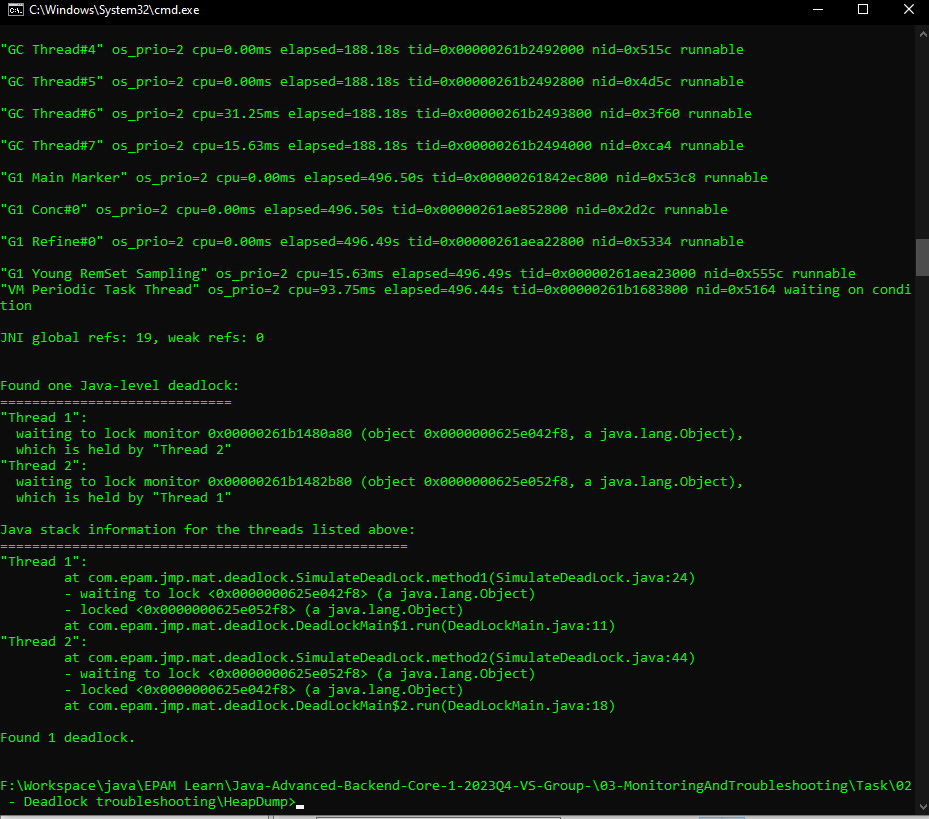 C:\Windows\System32\cmd.exe
"GC Thread#4" os_prio=2 cpu=0.00ms elapsed=188.18s tid=0x00000261b2492000 nid=0x515c runnable
"GC Thread#5" os_prio=2 cpu=0.00ms elapsed=188.18s tid=0x00000261b2492800 nid=0x4d5c runnable
"GC Thread#6" os_prio=2 cpu=31.25ms elapsed=188.18s tid=0x00000261b2493800 nid=0x3f60 runnable
"GC Thread#7" os_prio=2 cpu=15.63ms elapsed=188.18s tid=0x00000261b2494000 nid=0xca4 runnable
"G1 Main Marker" os_prio=2 cpu=0.00ms elapsed=496.50s tid=0x00000261842ec800 nid=0x53c8 runnable
"G1 Conc#0" os_prio=2 cpu=0.00ms elapsed=496.50s tid=0x00000261ae852800 nid=0x2d2c runnable
"G1 Refine#0" os_prio=2 cpu=0.00ms elapsed=496.49s tid=0x00000261aea22800 nid=0x5334 runnable
"G1 Young RemSet Sampling" os_prio=2 cpu=15.63ms elapsed=496.49s tid=0x00000261aea23000 nid=0x555c runnable
"VM Periodic Task Thread" os_prio=2 cpu=93.75ms elapsed=496.44s tid=0x00000261b1683800 nid=0x5164 waiting on condi
tion
JNI global refs: 19, weak refs: 0
Found one Java-level deadlock:
=============================
"Thread 1":
  waiting to lock monitor 0x00000261b1480a80 (object 0x0000000625e042f8, a java.lang.Object),
  which is held by "Thread 2"
"Thread 2":
  waiting to lock monitor 0x00000261b1482b80 (object 0x0000000625e052f8, a java.lang.Object),
  which is held by "Thread 1"
Java stack information for the threads listed above:
===================================================
"Thread 1":
        at com.epam.jmp.mat.deadlock.SimulateDeadLock.method1(SimulateDeadLock.java:24)
        - waiting to lock <0x0000000625e042f8> (a java.lang.Object)
        - locked <0x0000000625e052f8> (a java.lang.Object)
        at com.epam.jmp.mat.deadlock.DeadLockMain$1.run(DeadLockMain.java:11)
"Thread 2":
        at com.epam.jmp.mat.deadlock.SimulateDeadLock.method2(SimulateDeadLock.java:44)
        - waiting to lock <0x0000000625e052f8> (a java.lang.Object)
        - locked <0x0000000625e042f8> (a java.lang.Object)
        at com.epam.jmp.mat.deadlock.DeadLockMain$2.run(DeadLockMain.java:18)
Found 1 deadlock.
F:\Workspace\java\EPAM Learn\Java-Advanced-Backend-Core-1-2023Q4-VS-Group-\03-MonitoringAndTroubleshooting\Task\02
 - Deadlock troubleshooting\HeapDump>